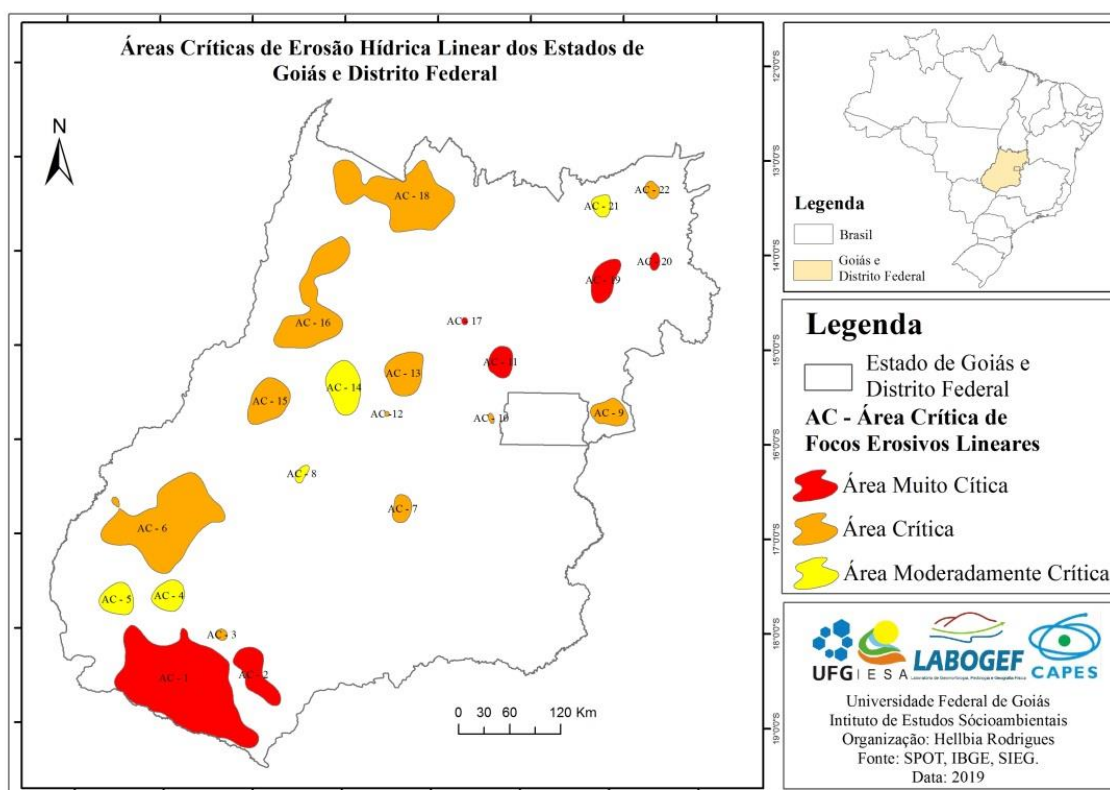 Áreas Críticas de Erosão Hídrica Linear dos Estados de
Goiás e Distrito Federal
N
AC - 18
AC - 22
AC - 21
AC - 20
AC - 19
AC - 17
AC - 16
AC - 11
AC - 13
AC - 14
AC - 15
AC - 12
AC - 10
AC - 9
AC - 8
AC - 7
AC - 6
AC - 5
AC - 4
AC - 3
AC - 2
AC - 1
0 30 60 120 Km
12°0'0"S
13°0'0"S
14°0'0"S
15°0'0"S
16°0'0"S
17°0'0"S
18°0'0"S
19°0'0"S
Legenda
Brasil
Goiás e
Distrito Federal
Legenda
Estado de Goiás e
Distrito Federal
AC - Área Crítica de
Focos Erosivos Lineares
Área Muito Cítica
Área Crítica
Área Moderadamente Crítica
UFG IESA LABOGEF CAPES
Laboratório de Geomorfologia, Pedologia e Geografia Física
Universidade Federal de Goiás
Intituto de Estudos Sócioambientais
Organização: Hellbia Rodrigues
Fonte: SPOT, IBGE, SIEG.
Data: 2019